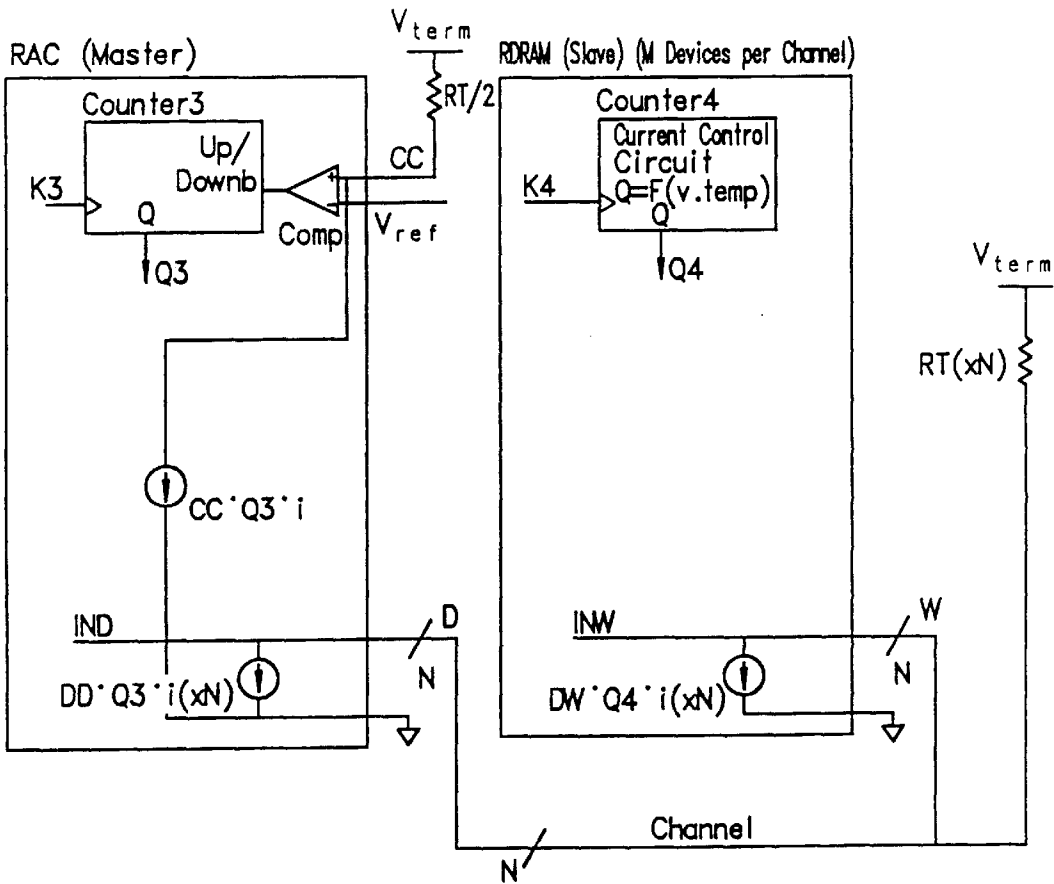 RAC (Master)
V term
RT/2
Counter3
Up/
Downb
K3
Q
Q3
CC
+
−
Comp
V ref
CC·Q3·i
IND
D
N
DD·Q3·i(xN)
RDRAM (Slave) (M Devices per Channel)
Counter4
Current Control
Circuit
Q=F(v.temp)
K4
Q
Q4
V term
RT(xN)
INW
W
N
DW·Q4·i(xN)
Channel
N